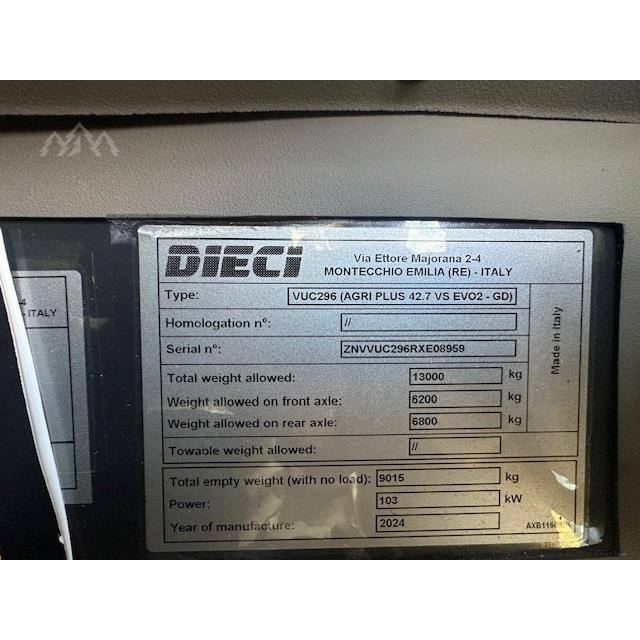 DIECI
Via Ettore Majorana 2-4
MONTECCHIO EMILIA (RE) - ITALY
Type: VUC296 (AGRI PLUS 42.7 VS EVO2 - GD)
Homologation nº: //
Serial nº: ZNVVUC296RXE08959
Total weight allowed: 13000 kg
Weight allowed on front axle: 6200 kg
Weight allowed on rear axle: 6800 kg
Towable weight allowed: //
Made in Italy
Total empty weight (with no load): 9015 kg
Power: 103 kW
Year of manufacture: 2024
-4
- ITALY